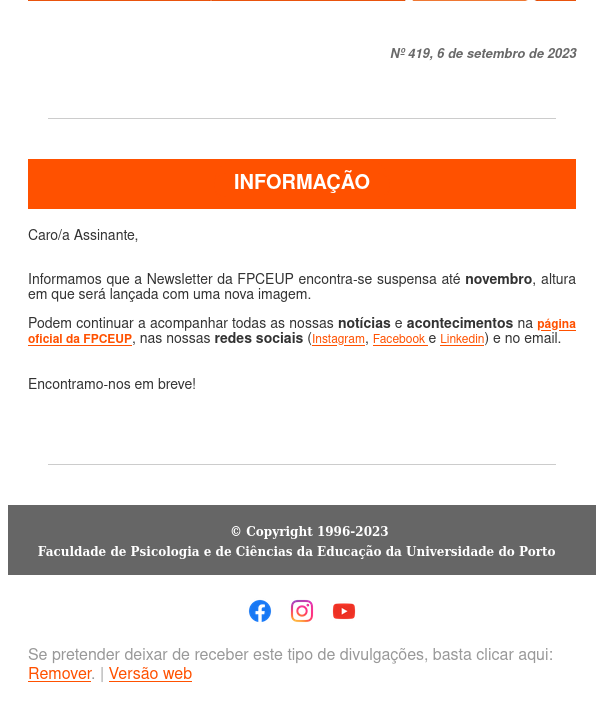 Nº 419, 6 de setembro de 2023
INFORMAÇÃO
Caro/a Assinante,
Informamos que a Newsletter da FPCEUP encontra-se suspensa até novembro, altura
em que será lançada com uma nova imagem.
Podem continuar a acompanhar todas as nossas notícias e acontecimentos na página
oficial da FPCEUP, nas nossas redes sociais (Instagram, Facebook e Linkedin) e no email.
Encontramo-nos em breve!
© Copyright 1996-2023
Faculdade de Psicologia e de Ciências da Educação da Universidade do Porto
Se pretender deixar de receber este tipo de divulgações, basta clicar aqui:
Remover. | Versão web